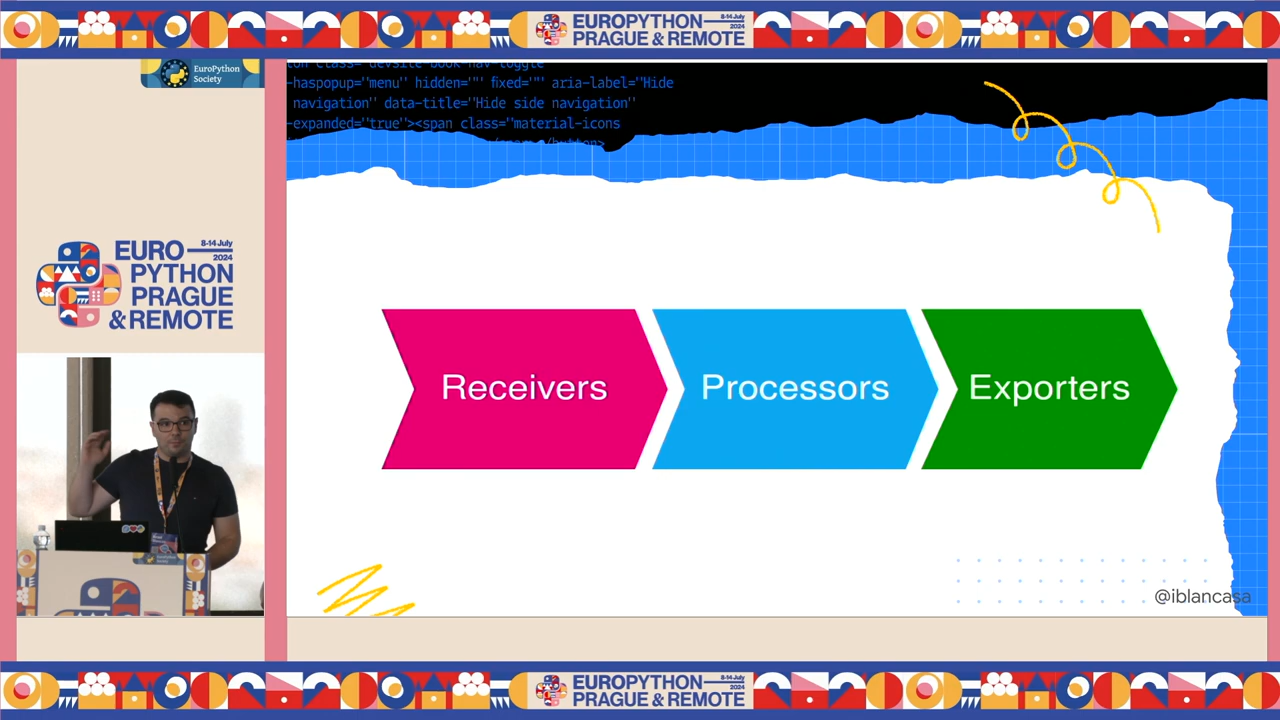 EUROPYTHON
8-14 July
2024
PRAGUE & REMOTE
EuroPython
Society
-haspopup="menu" hidden="" fixed="" aria-label="Hide
navigation" data-title="Hide side navigation"
-expanded="true"><span class="material-icons
EURO
8-14 July
2024
PYTHON
PRAGUE
& REMOTE
Receivers
Processors
Exporters
@iblancasa
EUROPYTHON
8-14 July
2024
PRAGUE & REMOTE